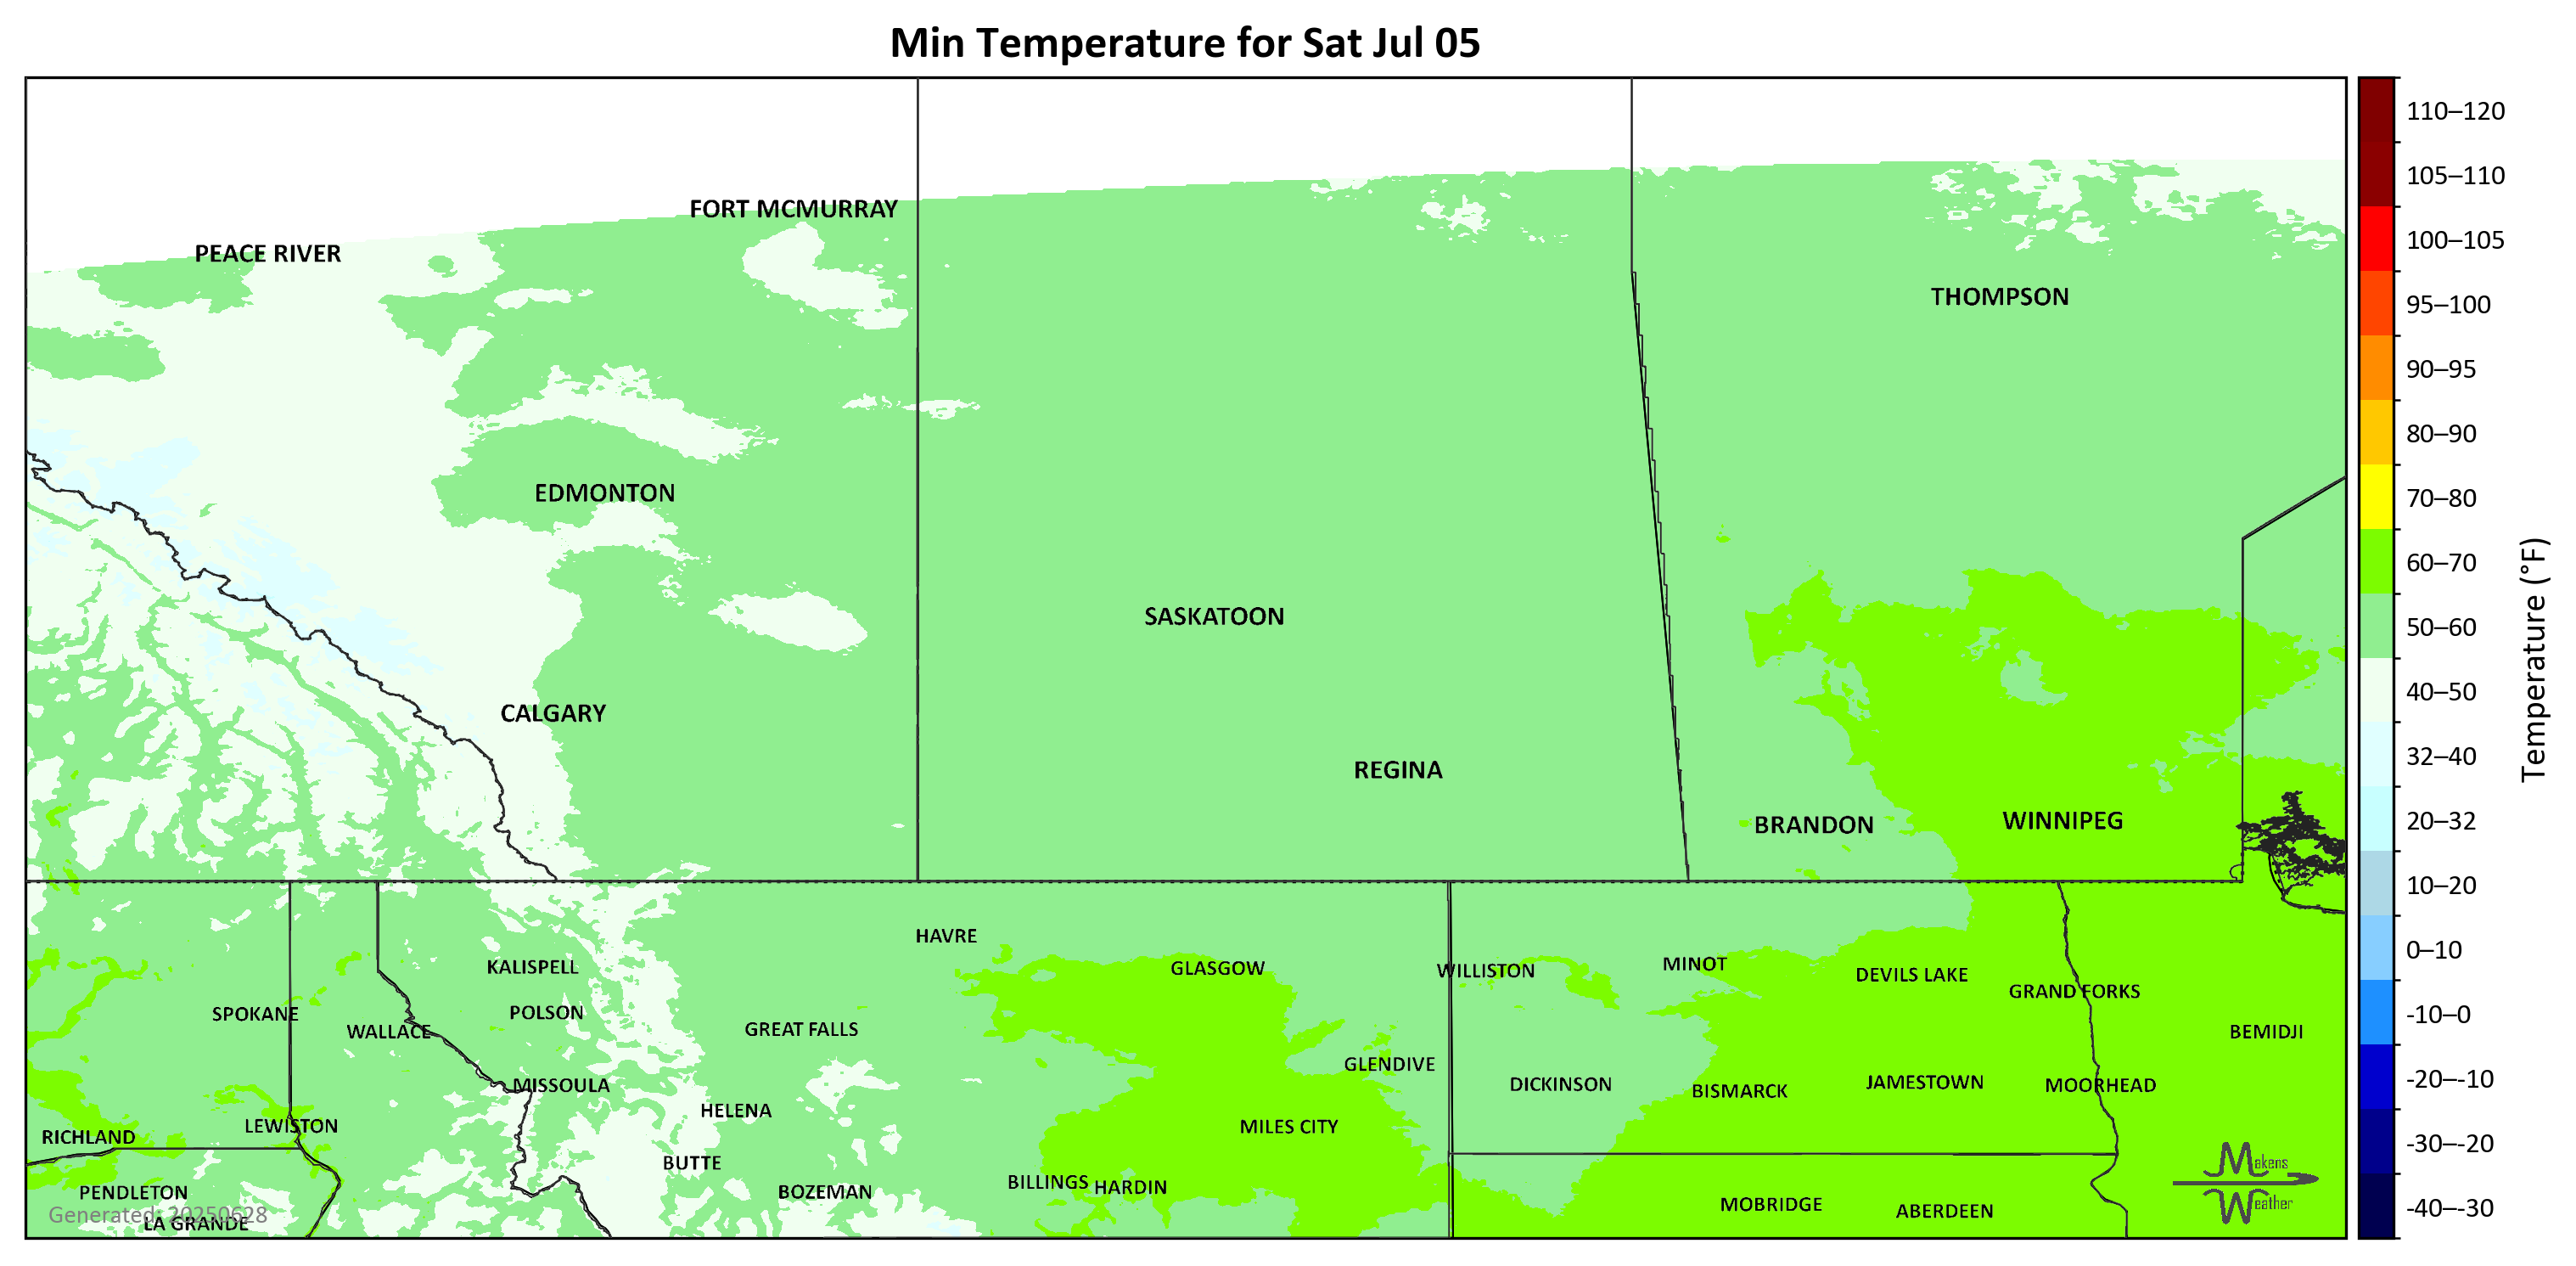 Min Temperature for Sat Jul 05
110–120
105–110
FORT MCMURRAY
100–105
PEACE RIVER
THOMPSON
95–100
90–95
80–90
EDMONTON
70–80
60–70
SASKATOON
50–60
Temperature (°F)
CALGARY
40–50
32–40
REGINA
BRANDON
WINNIPEG
20–32
10–20
HAVRE
0–10
KALISPELL
GLASGOW
WILLISTON
MINOT
DEVILS LAKE
GRAND FORKS
SPOKANE
POLSON
-10–0
WALLACE
GREAT FALLS
BEMIDJI
GLENDIVE
MISSOULA
DICKINSON
BISMARCK
JAMESTOWN
MOORHEAD
-20–-10
HELENA
LEWISTON
MILES CITY
RICHLAND
-30–-20
BUTTE
Makens
PENDLETON
BOZEMAN
BILLINGS
HARDIN
Weather
MOBRIDGE
ABERDEEN
-40–-30
Generated: 20250628
LA GRANDE